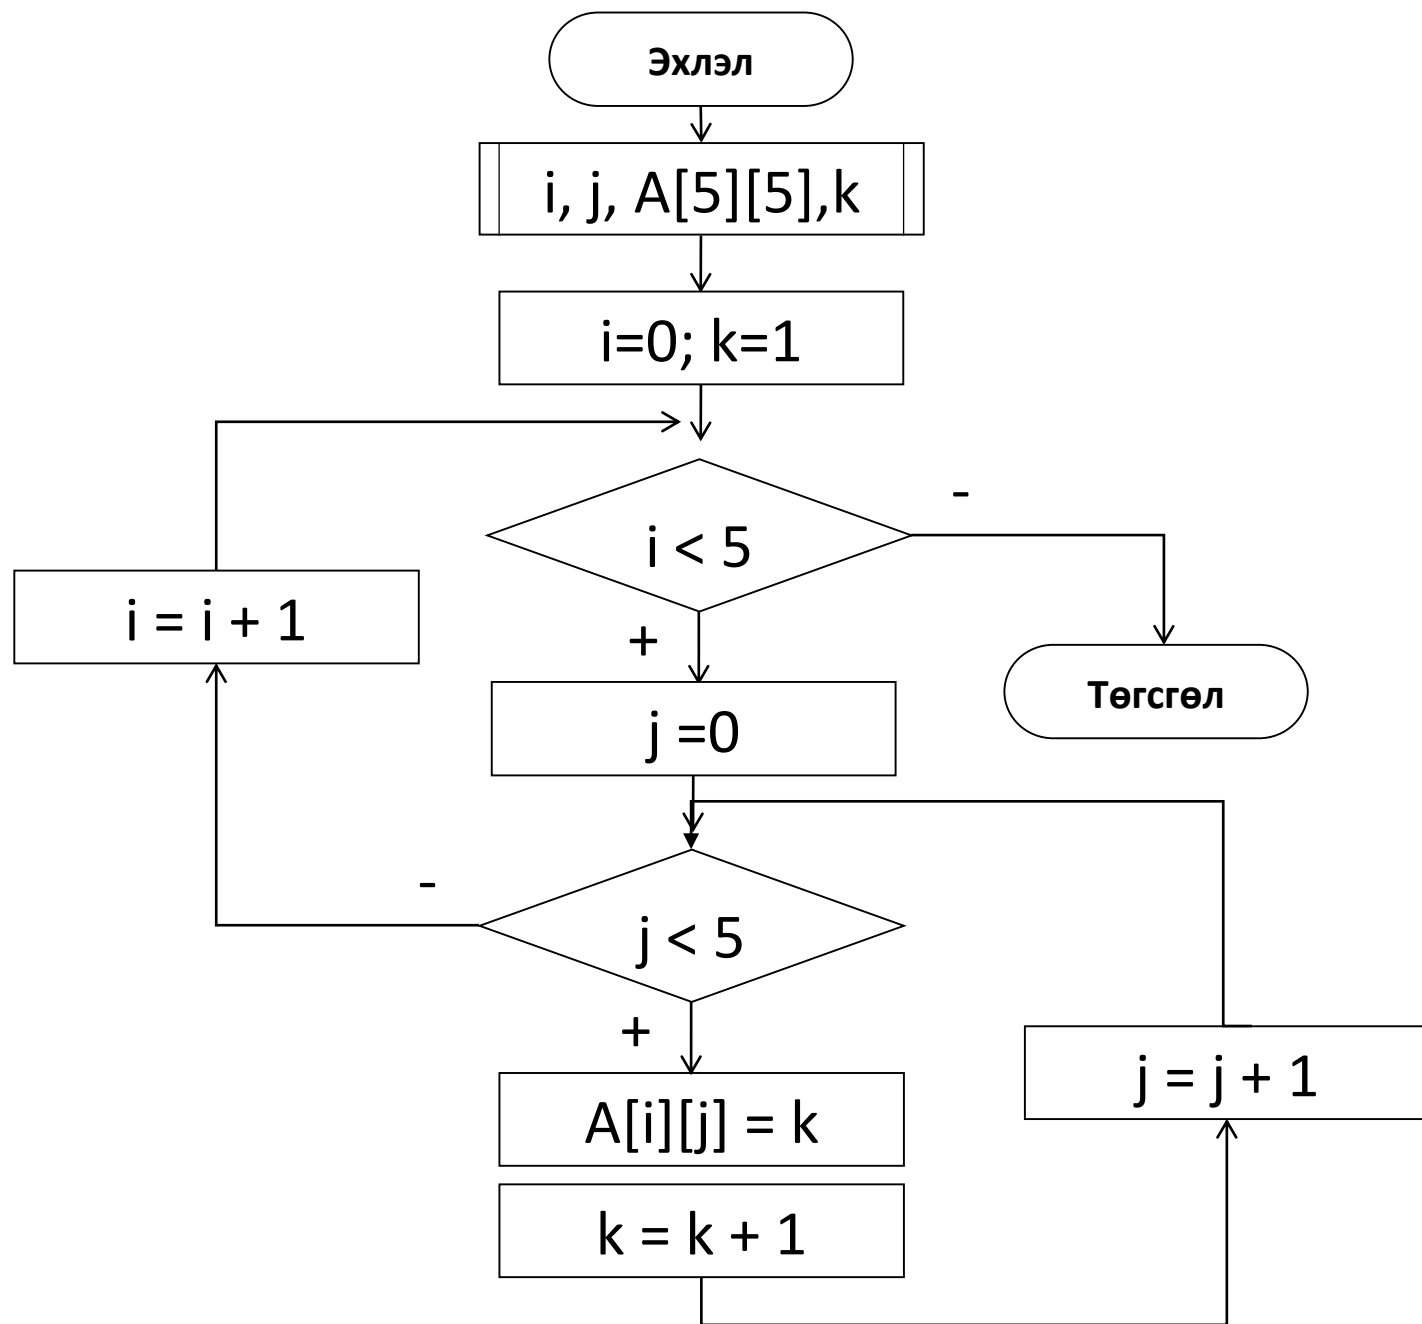 Эхлэл
i, j, A[5][5],k
i=0; k=1
-
i < 5
i = i + 1
+
j =0
Төгсгөл
-
j < 5
+
j = j + 1
A[i][j] = k
k = k + 1